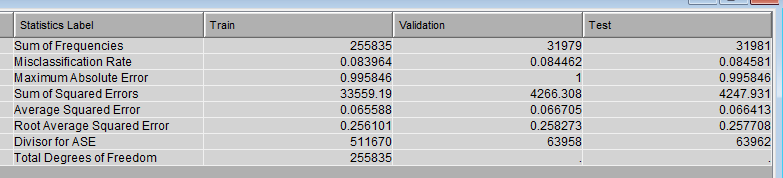 Statistics Label Train Validation Test
Sum of Frequencies 255835 31979 31981
Misclassification Rate 0.083964 0.084462 0.084581
Maximum Absolute Error 0.995846 1 0.995846
Sum of Squared Errors 33559.19 4266.308 4247.931
Average Squared Error 0.065588 0.066705 0.066413
Root Average Squared Error 0.256101 0.258273 0.257708
Divisor for ASE 511670 63958 63962
Total Degrees of Freedom 255835 . .